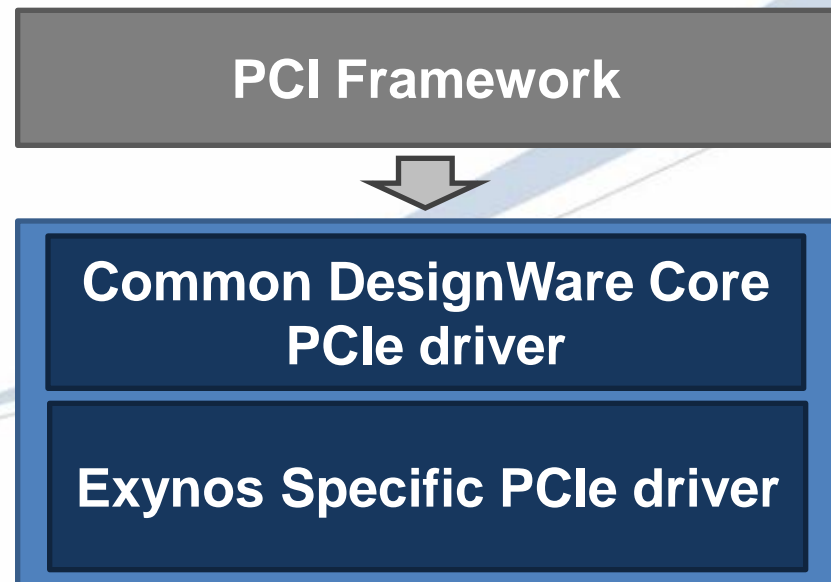 PCI Framework
Common DesignWare Core
PCIe driver
Exynos Specific PCIe driver